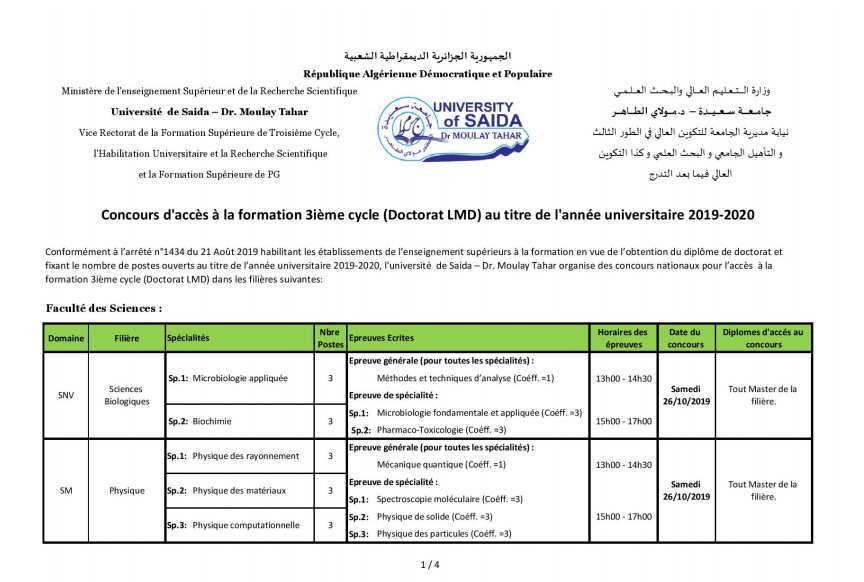 الجمهورية الجزائرية الديمقراطية الشعبية
République Algérienne Démocratique et Populaire
Ministère de l'enseignement Supérieur et de la Recherche Scientifique
Université de Saida – Dr. Moulay Tahar
Vice Rectorat de la Formation Supérieure de Troisième Cycle,
l'Habilitation Universitaire et la Recherche Scientifique
et la Formation Supérieure de PG
UNIVERSITY
of SAIDA
Dr MOULAY TAHAR
وزارة الـتـعليـم العـالي والبحـث العلـمـي
جامعـة سعيـدة – د.مـولاي الطاهـر
نيابة مديرية الجامعة للتكوين العالي في الطور الثالث
و التأهيل الجامعي و البحث العلمي و كذا التكوين
العالي فيما بعد التدرج
Concours d'accès à la formation 3ième cycle (Doctorat LMD) au titre de l'année universitaire 2019-2020
Conformément à l'arrêté n°1434 du 21 Août 2019 habilitant les établissements de l'enseignement supérieurs à la formation en vue de l'obtention du diplôme de doctorat et
fixant le nombre de postes ouverts au titre de l'année universitaire 2019-2020, l'université de Saida – Dr. Moulay Tahar organise des concours nationaux pour l'accès à la
formation 3ième cycle (Doctorat LMD) dans les filières suivantes:
Faculté des Sciences :
Domaine Filière Spécialités Nbre Postes Epreuves Ecrites Horaires des épreuves Date du concours Diplomes d'accés au concours
SNV
Sciences
Biologiques
Sp.1: Microbiologie appliquée 3
Sp.2: Biochimie 3
Epreuve générale (pour toutes les spécialités) :
Méthodes et techniques d'analyse (Coéff. =1)
Epreuve de spécialité :
Sp.1: Microbiologie fondamentale et appliquée (Coéff. =3)
Sp.2: Pharmaco-Toxicologie (Coéff. =3)
13h00 - 14h30
15h00 - 17h00
Samedi
26/10/2019
Tout Master de la
filière.
SM
Physique
Sp.1: Physique des rayonnement 3
Sp.2: Physique des matériaux 3
Sp.3: Physique computationnelle 3
Epreuve générale (pour toutes les spécialités) :
Mécanique quantique (Coéff. =1)
Epreuve de spécialité :
Sp.1: Spectroscopie moléculaire (Coéff. =3)
Sp.2: Physique de solide (Coéff. =3)
Sp.3: Physique des particules (Coéff. =3)
13h00 - 14h30
15h00 - 17h00
Samedi
26/10/2019
Tout Master de la
filière.
1 / 4